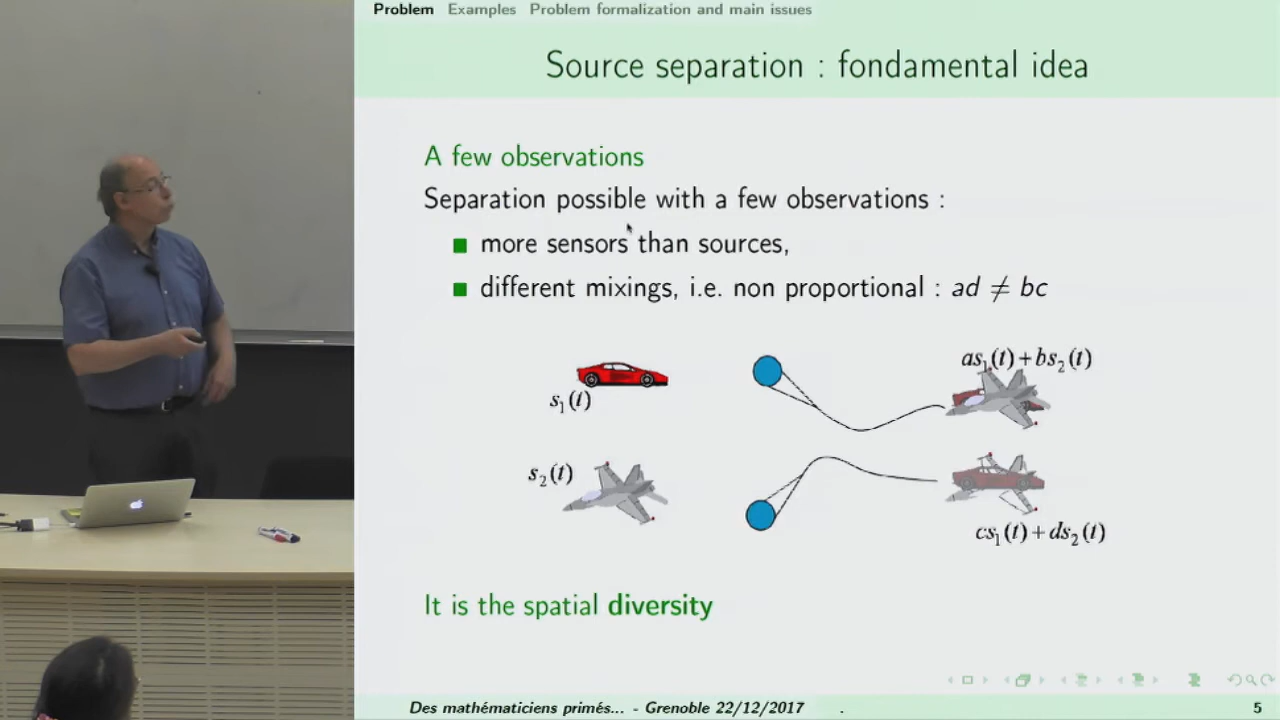 Problem Examples Problem formalization and main issues
Source separation : fondamental idea
A few observations
Separation possible with a few observations :
more sensors than sources,
different mixings, i.e. non proportional : ad ≠ bc
as₁(t)+bs₂(t)
s₁(t)
s₂(t)
cs₁(t)+ds₂(t)
It is the spatial diversity
Des mathématiciens primés... - Grenoble 22/12/2017 .
5